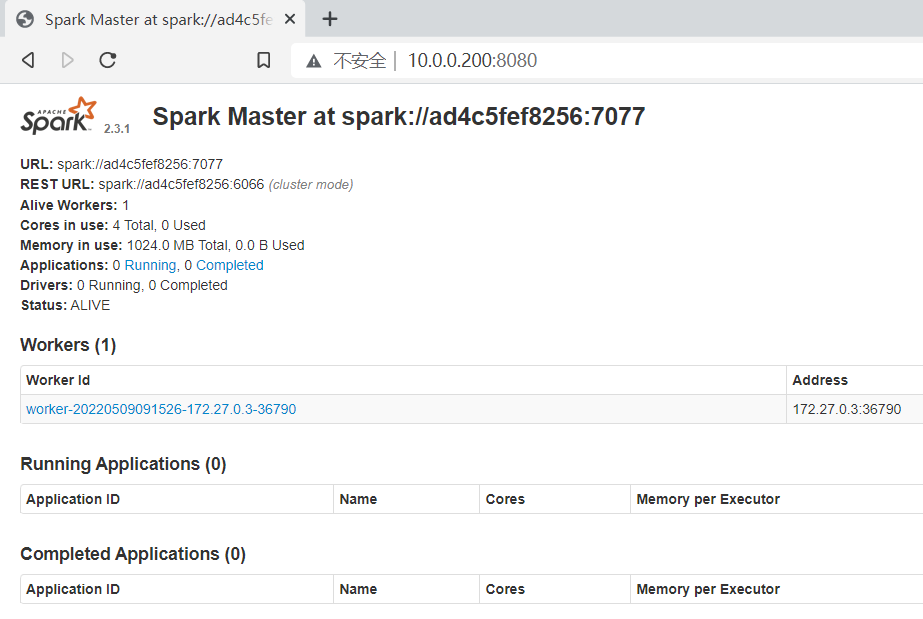 Spark Master at spark://ad4c5fe
不安全 10.0.0.200:8080
APACHE
Spark 2.3.1 Spark Master at spark://ad4c5fef8256:7077
URL: spark://ad4c5fef8256:7077
REST URL: spark://ad4c5fef8256:6066 (cluster mode)
Alive Workers: 1
Cores in use: 4 Total, 0 Used
Memory in use: 1024.0 MB Total, 0.0 B Used
Applications: 0 Running, 0 Completed
Drivers: 0 Running, 0 Completed
Status: ALIVE
Workers (1)
Worker Id Address
worker-20220509091526-172.27.0.3-36790 172.27.0.3:36790
Running Applications (0)
Application ID Name Cores Memory per Executor
Completed Applications (0)
Application ID Name Cores Memory per Executor